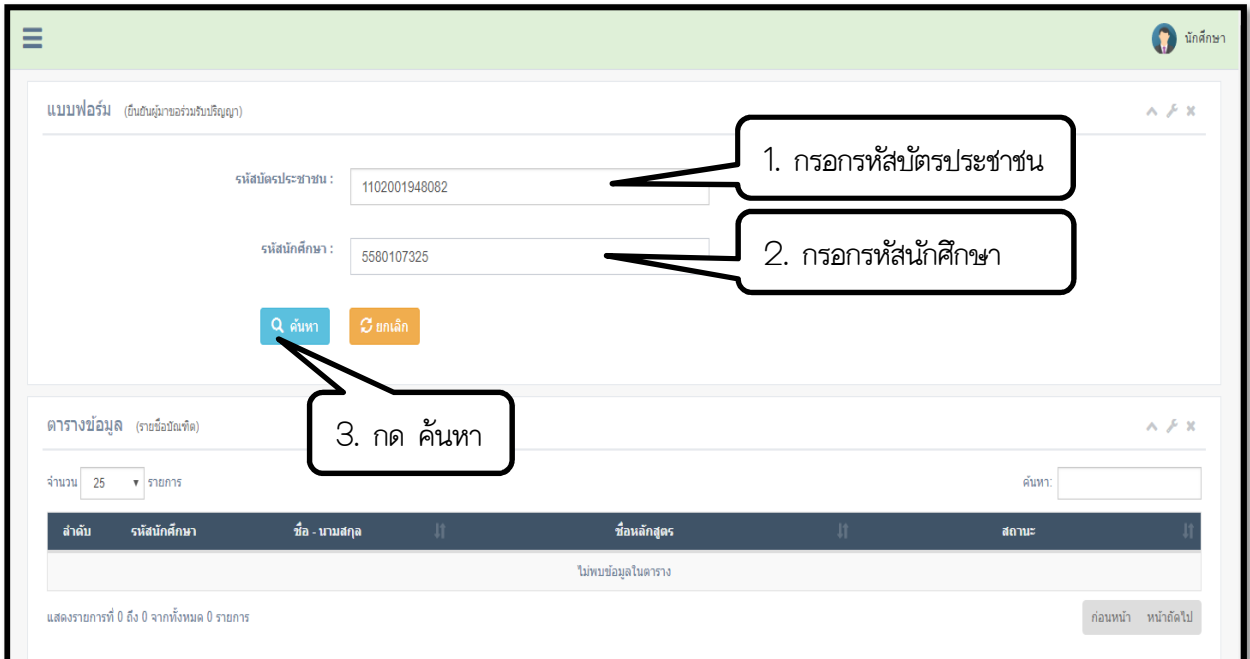 นักศึกษา
แบบฟอร์ม (ยืนยันผู้มาขอร่วมรับปริญญา)
1. กรอกรหัสบัตรประชาชน
รหัสบัตรประชาชน : 1102001948082
2. กรอกรหัสนักศึกษา
รหัสนักศึกษา : 5580107325
ค้นหา ยกเลิก
3. กด ค้นหา
ตารางข้อมูล (รายชื่อบัณฑิต)
จำนวน 25 รายการ ค้นหา:
ลำดับ รหัสนักศึกษา ชื่อ - นามสกุล ชื่อหลักสูตร สถานะ
ไม่พบข้อมูลในตาราง
แสดงรายการที่ 0 ถึง 0 จากทั้งหมด 0 รายการ ก่อนหน้า หน้าถัดไป